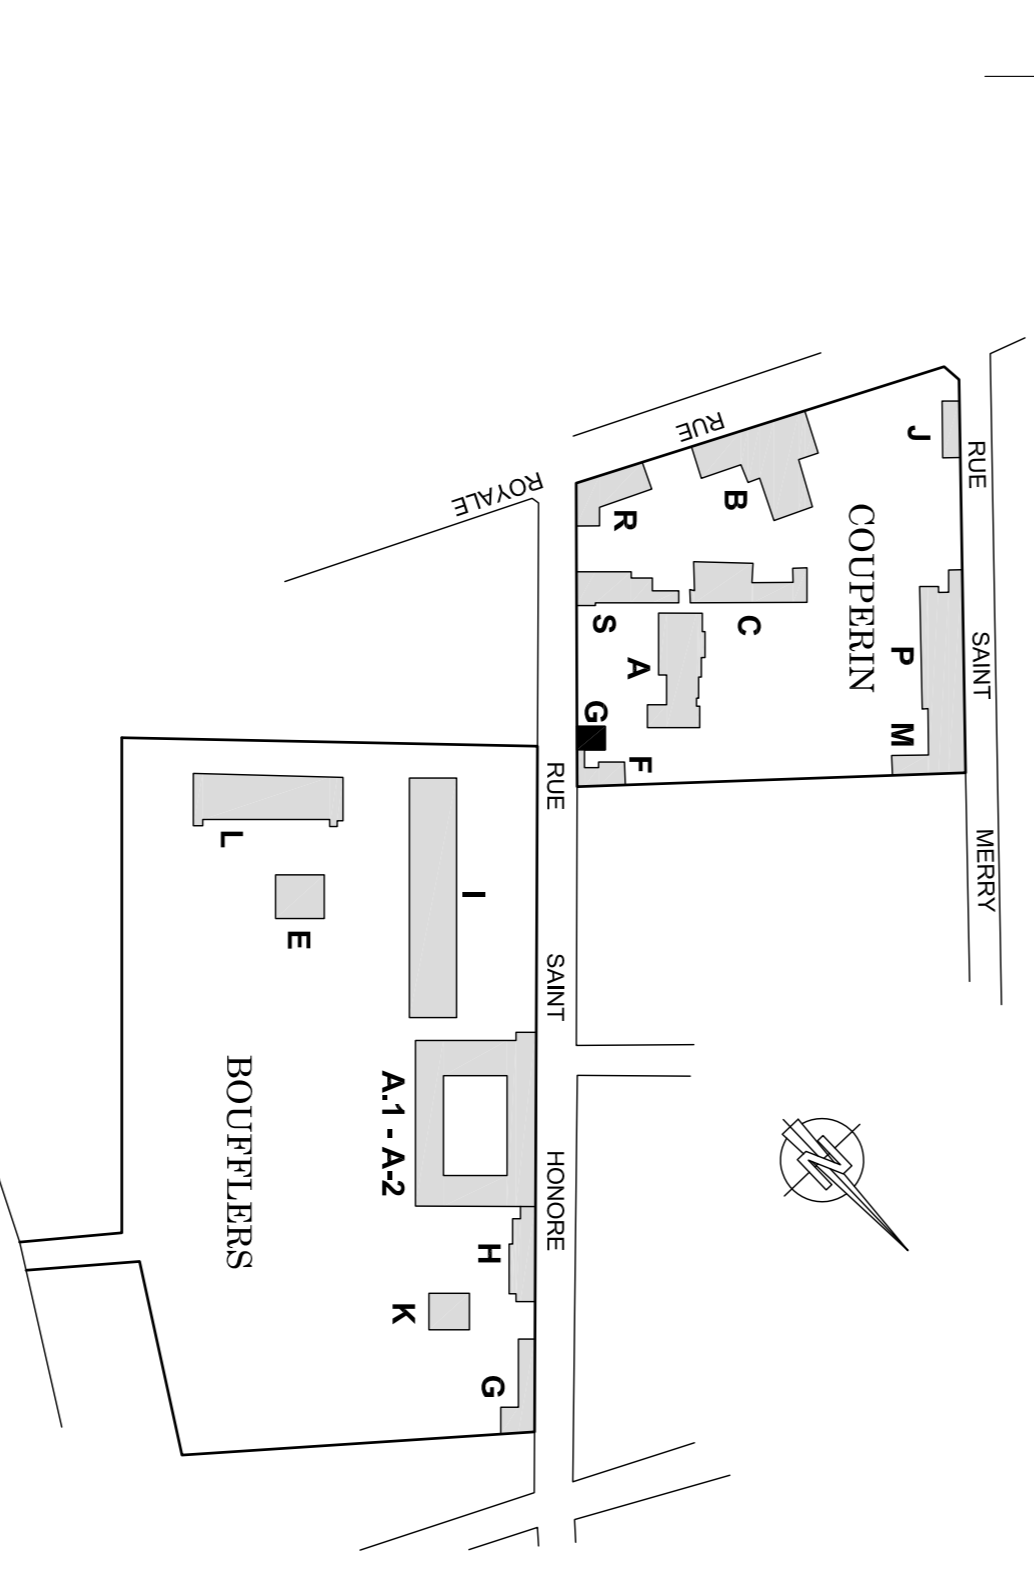 RUE
ROYALE
J
RUE
B
R
COUPERIN
S
C
P
SAINT
A
G
M
F
RUE
MERRY
L
I
E
SAINT
A.1 - A-2
BOUFFLERS
HONORE
H
K
G
N